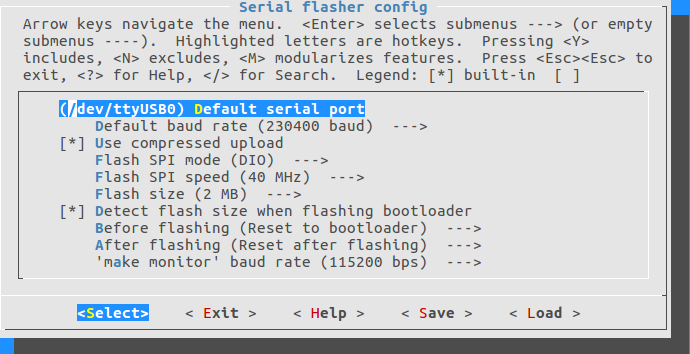 Serial flasher config
Arrow keys navigate the menu.  <Enter> selects submenus ---> (or empty
submenus ----).  Highlighted letters are hotkeys.  Pressing <Y>
includes, <N> excludes, <M> modularizes features.  Press <Esc><Esc> to
exit, <?> for Help, </> for Search.  Legend: [*] built-in  [ ]
(/dev/ttyUSB0) Default serial port
Default baud rate (230400 baud)  --->
[*] Use compressed upload
Flash SPI mode (DIO)  --->
Flash SPI speed (40 MHz)  --->
Flash size (2 MB)  --->
[*] Detect flash size when flashing bootloader
Before flashing (Reset to bootloader)  --->
After flashing (Reset after flashing)  --->
'make monitor' baud rate (115200 bps)  --->
<Select>    < Exit >    < Help >    < Save >    < Load >